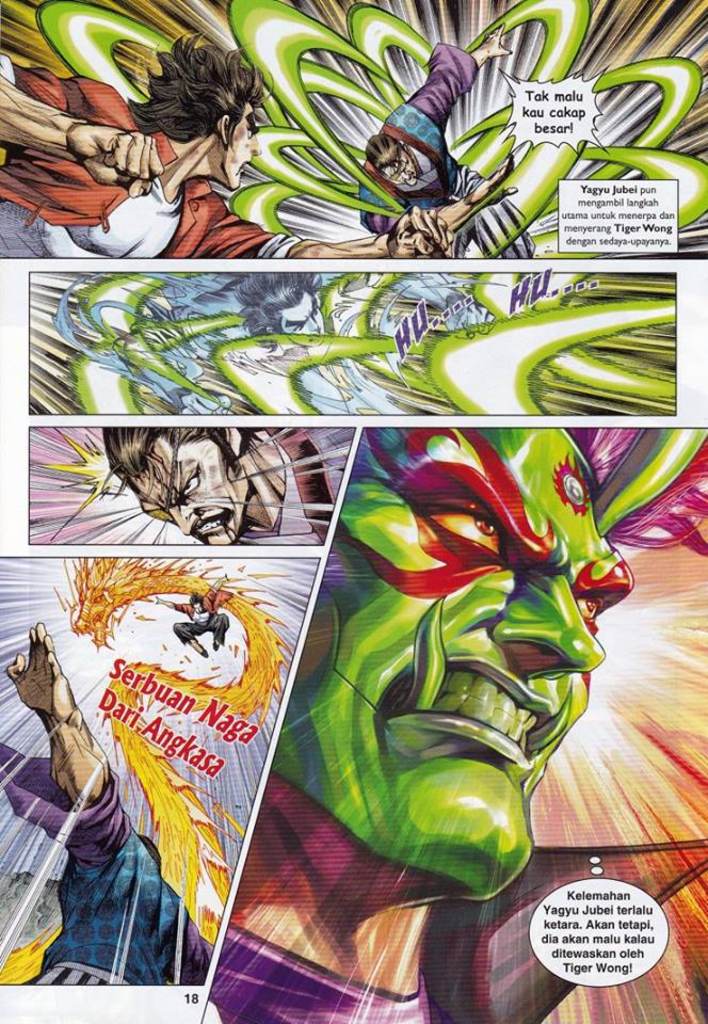 Tak malu
kau cakap
besar!
Yagyu Jubei pun
mengambil langkah
utama untuk menerpa dan
menyerang Tiger Wong
dengan sedaya-upayanya.
HU.....
HU.....
Serbuan Naga
Dari Angkasa
Kelemahan
Yagyu Jubei terlalu
ketara. Akan tetapi,
dia akan malu kalau
ditewaskan oleh
Tiger Wong!
18